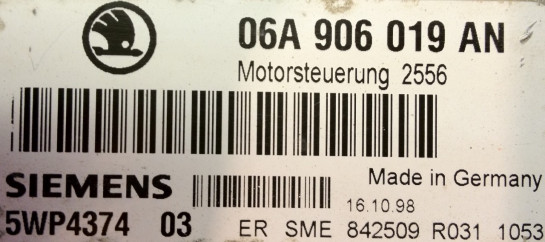 06A 906 019 AN
Motorsteuerung 2556
SIEMENS
Made in Germany
16.10.98
5WP4374 03 ER SME 842509 R031 1053